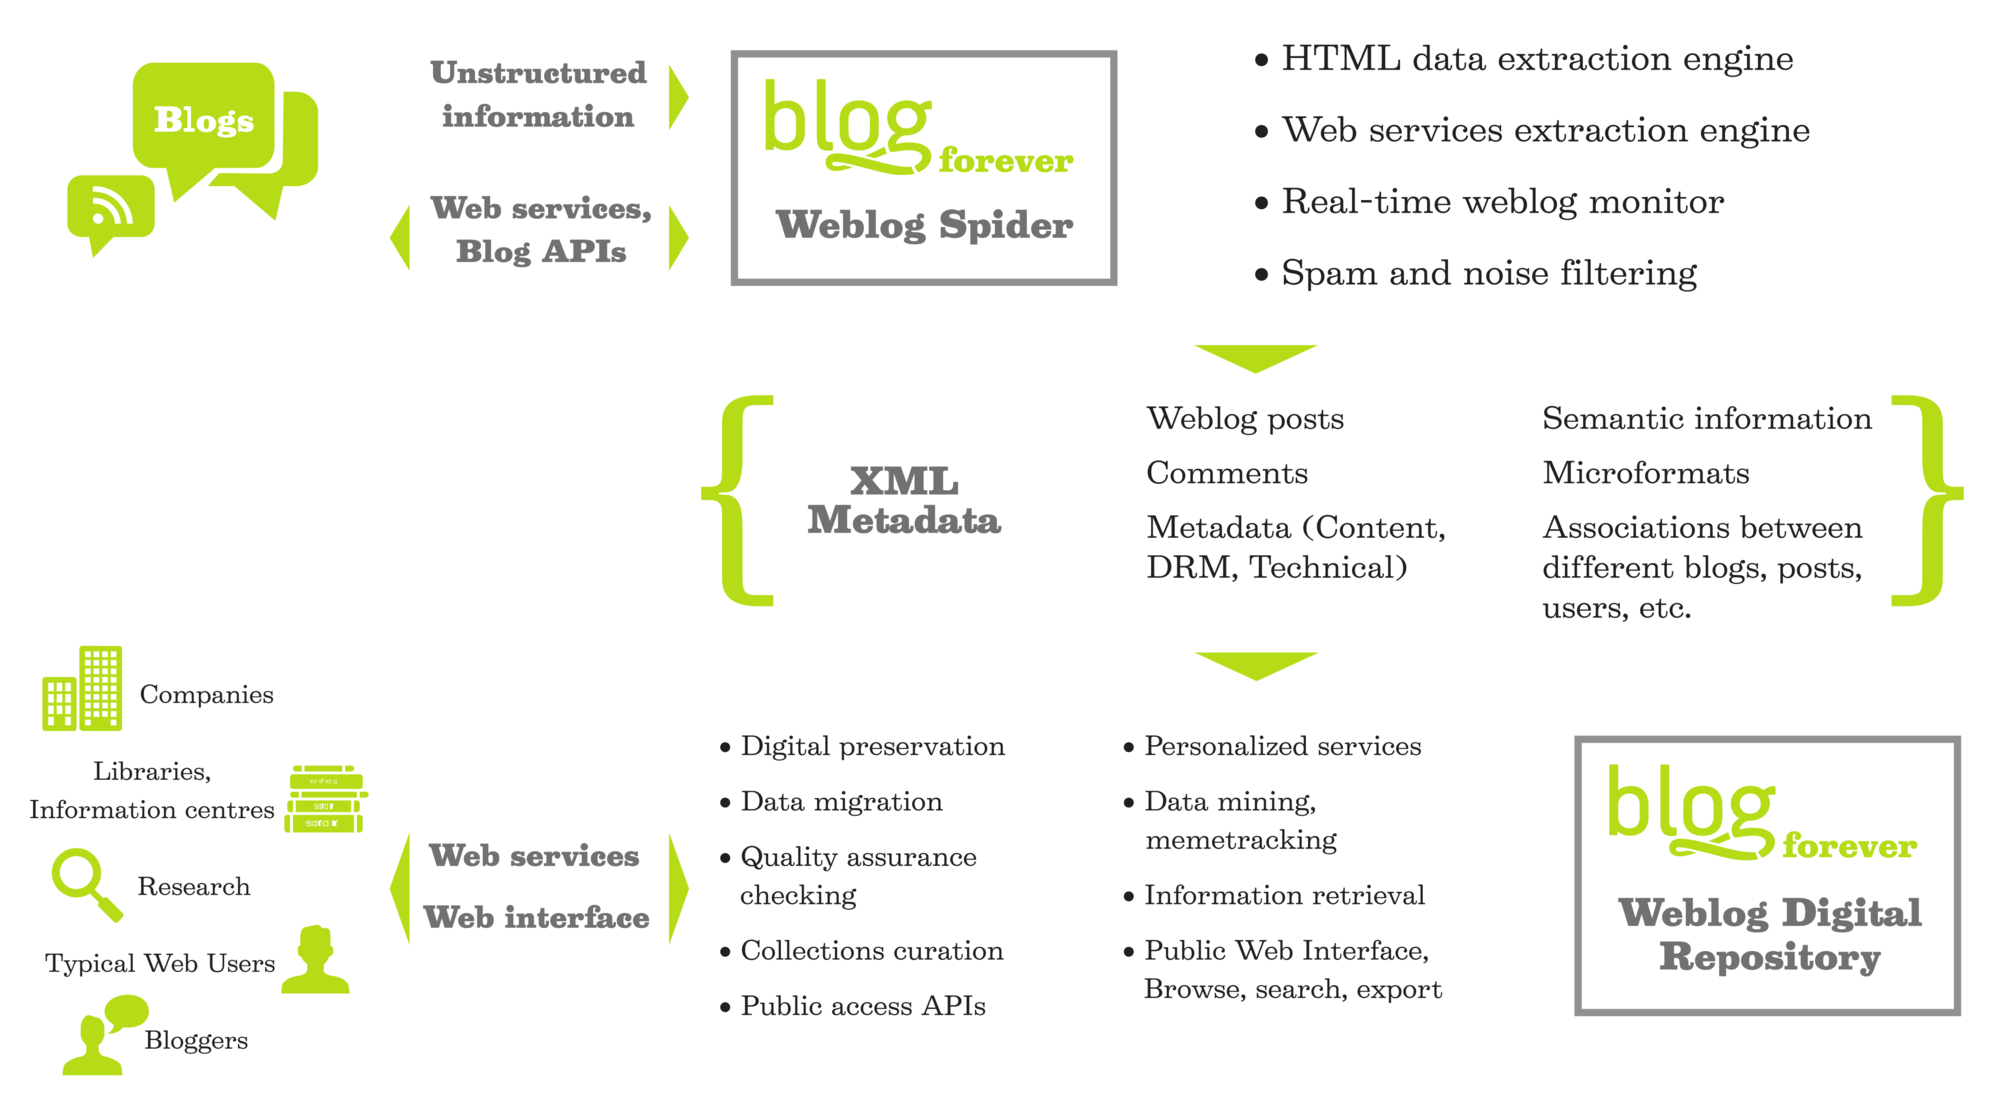 Blogs
Unstructured
information
Web services,
Blog APIs
blog
forever
Weblog Spider
• HTML data extraction engine
• Web services extraction engine
• Real-time weblog monitor
• Spam and noise filtering
{
XML
Metadata
Weblog posts
Comments
Metadata (Content,
DRM, Technical)
Semantic information
Microformats
Associations between
different blogs, posts,
users, etc.
}
Companies
Libraries,
Information centres
Research
Typical Web Users
Bloggers
Web services
Web interface
• Digital preservation
• Data migration
• Quality assurance
checking
• Collections curation
• Public access APIs
• Personalized services
• Data mining,
memetracking
• Information retrieval
• Public Web Interface,
Browse, search, export
blog
forever
Weblog Digital
Repository